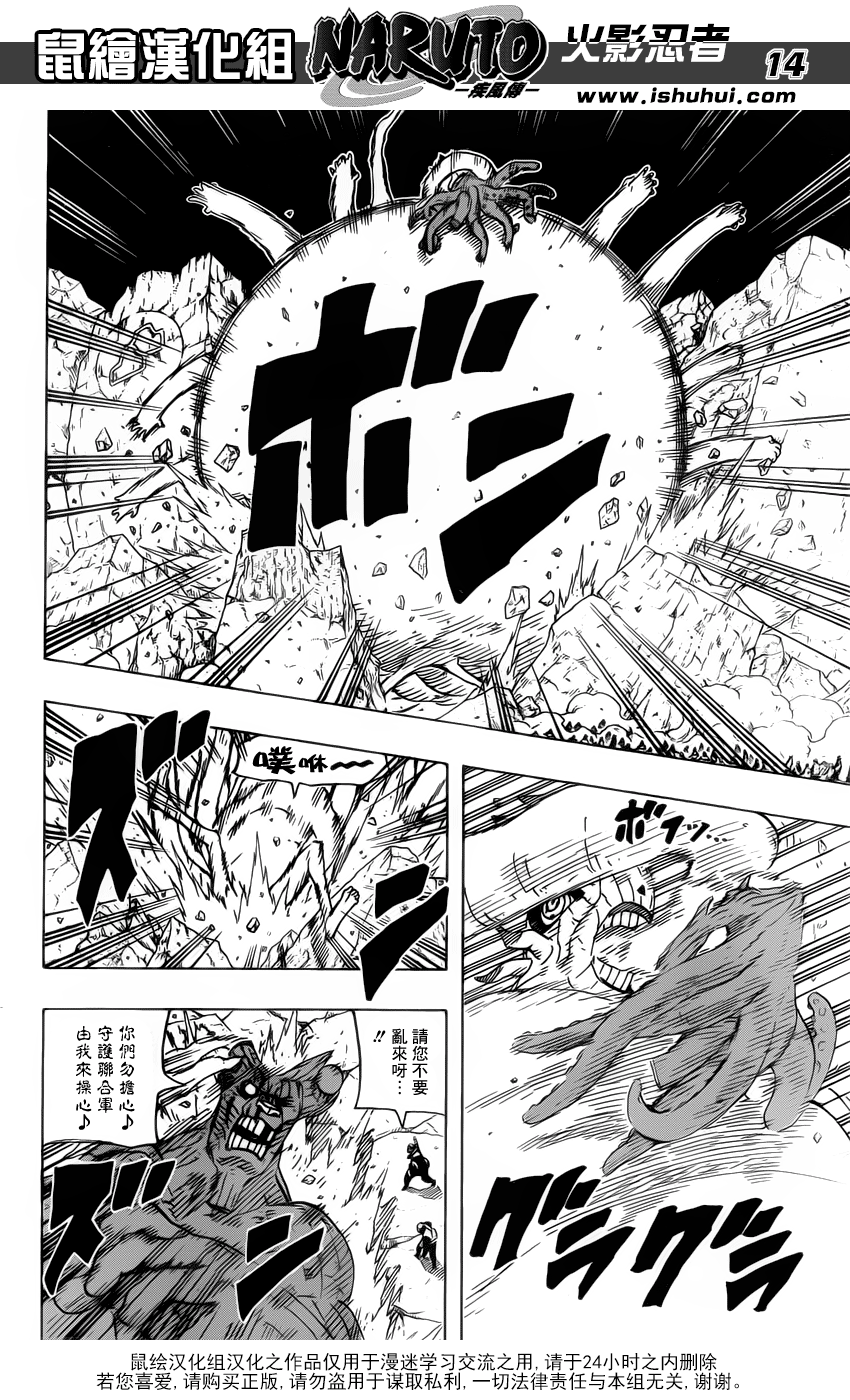 鼠繪漢化組
NARUTO
-疾風傳-
火影忍者
14
www.ishuhui.com
ボン
噗咻～
ズン
ボフッ…
グラグラ
請您不要
亂來呀…
!!
你們勿擔心♪
守護聯合軍
由我來操心♪
ズン
鼠绘汉化组汉化之作品仅用于漫迷学习交流之用,请于24小时之内删除
若您喜爱,请购买正版,请勿盗用于谋取私利,一切法律责任与本组无关,谢谢。